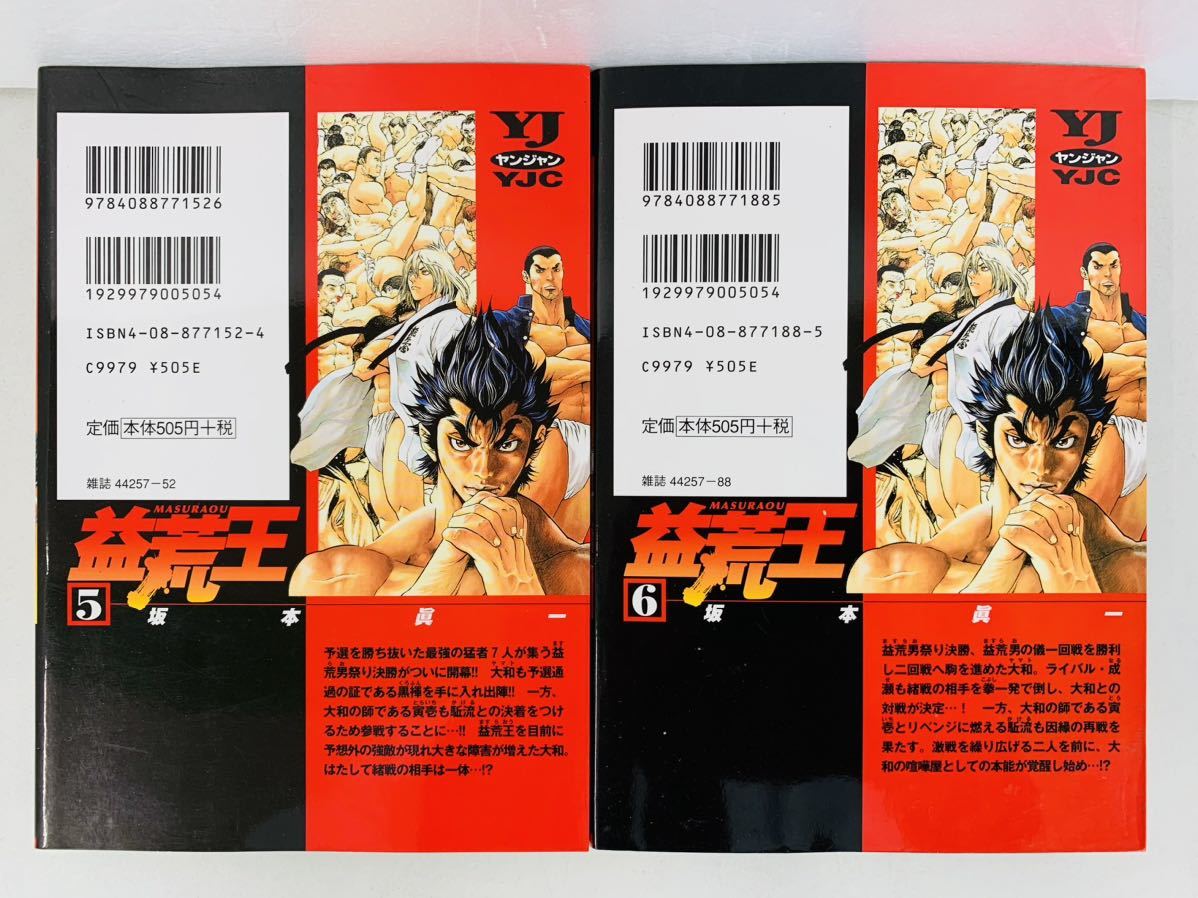 9784088771526
1929979005054
ISBN4-08-877152-4
C9979 ¥505E
定価 本体505円+税
雑誌 44257-52
YJ
ヤンジャン
YJC
MASURAOU
益荒王
5
坂本眞一
予選を勝ち抜いた最強の猛者7人が集う益
荒男祭り決勝がついに開幕!! 大和も予選通
過の証である黒褌を手に入れ出陣!! 一方、
大和の師である寅壱も駈流との決着をつけ
るため参戦することに…!! 益荒王を目前に
予想外の強敵が現れ大きな障害が増えた大和。
はたして緒戦の相手は一体…!?
9784088771885
1929979005054
ISBN4-08-877188-5
C9979 ¥505E
定価 本体505円+税
雑誌 44257-88
YJ
ヤンジャン
YJC
MASURAOU
益荒王
6
坂本眞一
益荒男祭り決勝、益荒男の儀一回戦を勝利
し二回戦へ駒を進めた大和。ライバル・成
瀬も緒戦の相手を拳一発で倒し、大和との
対戦が決定…! 一方、大和の師である寅
壱とリベンジに燃える駈流も因縁の再戦を
果たす。激戦を繰り広げる二人を前に、大
和の喧嘩屋としての本能が覚醒し始め…!?